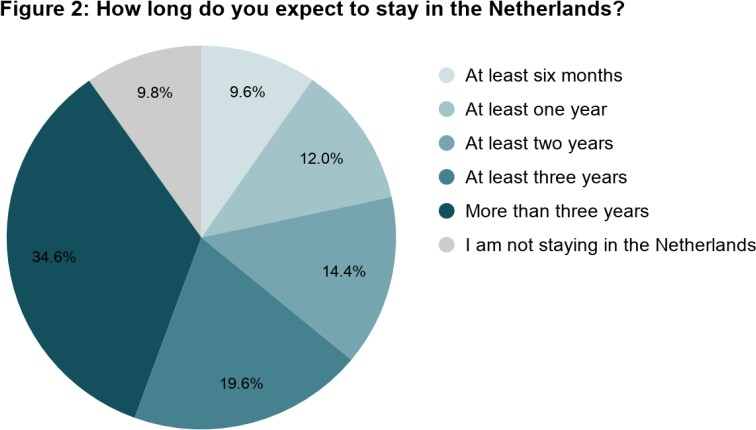 Figure 2: How long do you expect to stay in the Netherlands?
9.8%
9.6%
12.0%
14.4%
19.6%
34.6%
At least six months
At least one year
At least two years
At least three years
More than three years
I am not staying in the Netherlands